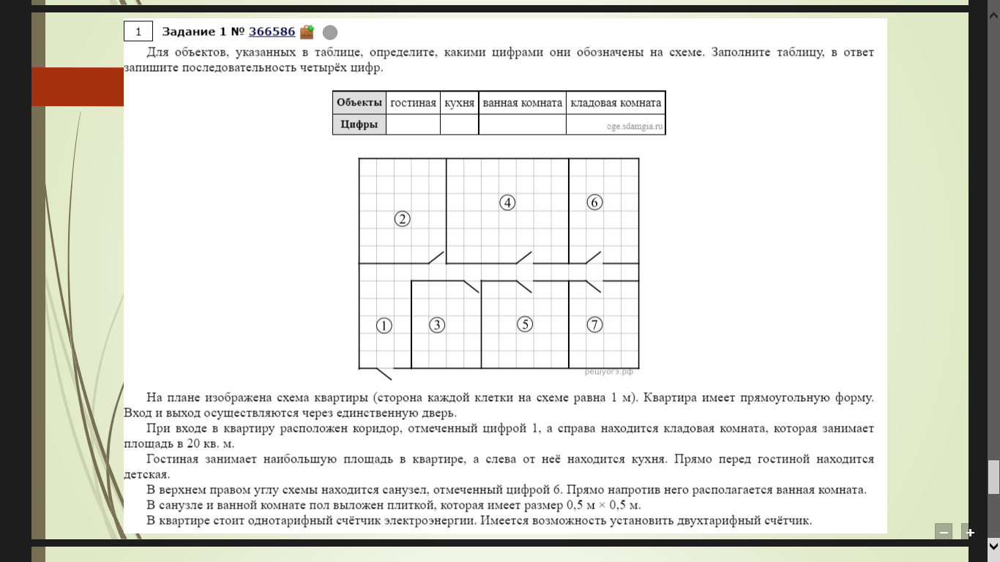 1 Задание 1 № 366586
Для объектов, указанных в таблице, определите, какими цифрами они обозначены на схеме. Заполните таблицу, в ответ
запишите последовательность четырёх цифр.
Объекты гостиная кухня ванная комната кладовая комната
Цифры oge.sdamgia.ru
2 4 6
1 3 5 7
решуогэ.рф
На плане изображена схема квартиры (сторона каждой клетки на схеме равна 1 м). Квартира имеет прямоугольную форму.
Вход и выход осуществляются через единственную дверь.
При входе в квартиру расположен коридор, отмеченный цифрой 1, а справа находится кладовая комната, которая занимает
площадь в 20 кв. м.
Гостиная занимает наибольшую площадь в квартире, а слева от неё находится кухня. Прямо перед гостиной находится
детская.
В верхнем правом углу схемы находится санузел, отмеченный цифрой 6. Прямо напротив него располагается ванная комната.
В санузле и ванной комнате пол выложен плиткой, которая имеет размер 0,5 м × 0,5 м.
В квартире стоит однотарифный счётчик электроэнергии. Имеется возможность установить двухтарифный счётчик.